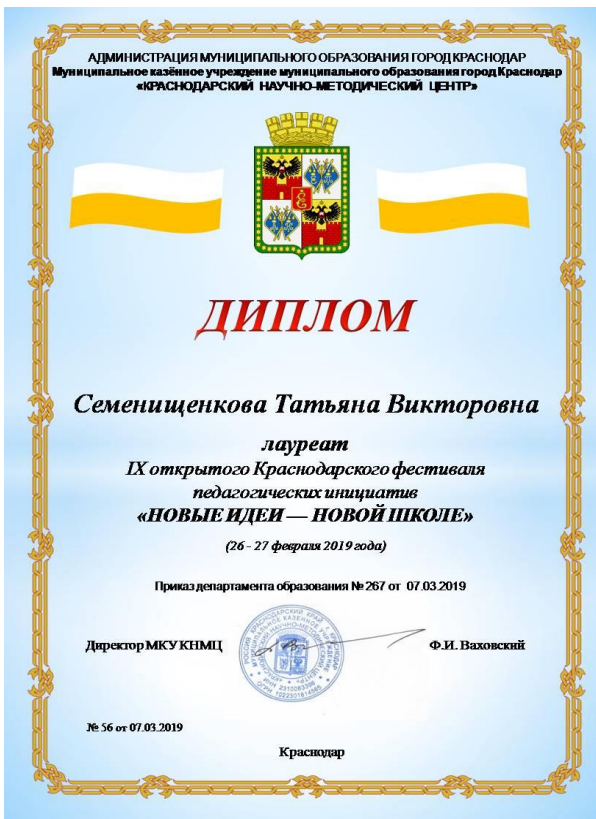 АДМИНИСТРАЦИЯ МУНИЦИПАЛЬНОГО ОБРАЗОВАНИЯ ГОРОД КРАСНОДАР
Муниципальное казённое учреждение муниципального образования город Краснодар
«КРАСНОДАРСКИЙ НАУЧНО-МЕТОДИЧЕСКИЙ ЦЕНТР»
ДИПЛОМ
Семенищенкова Татьяна Викторовна
лауреат
IX открытого Краснодарского фестиваля
педагогических инициатив
«НОВЫЕ ИДЕИ — НОВОЙ ШКОЛЕ»
(26 - 27 февраля 2019 года)
Приказ департамента образования № 267 от 07.03.2019
Директор МКУ КНМЦ
Ф.И. Ваховский
№ 56 от 07.03.2019
Краснодар